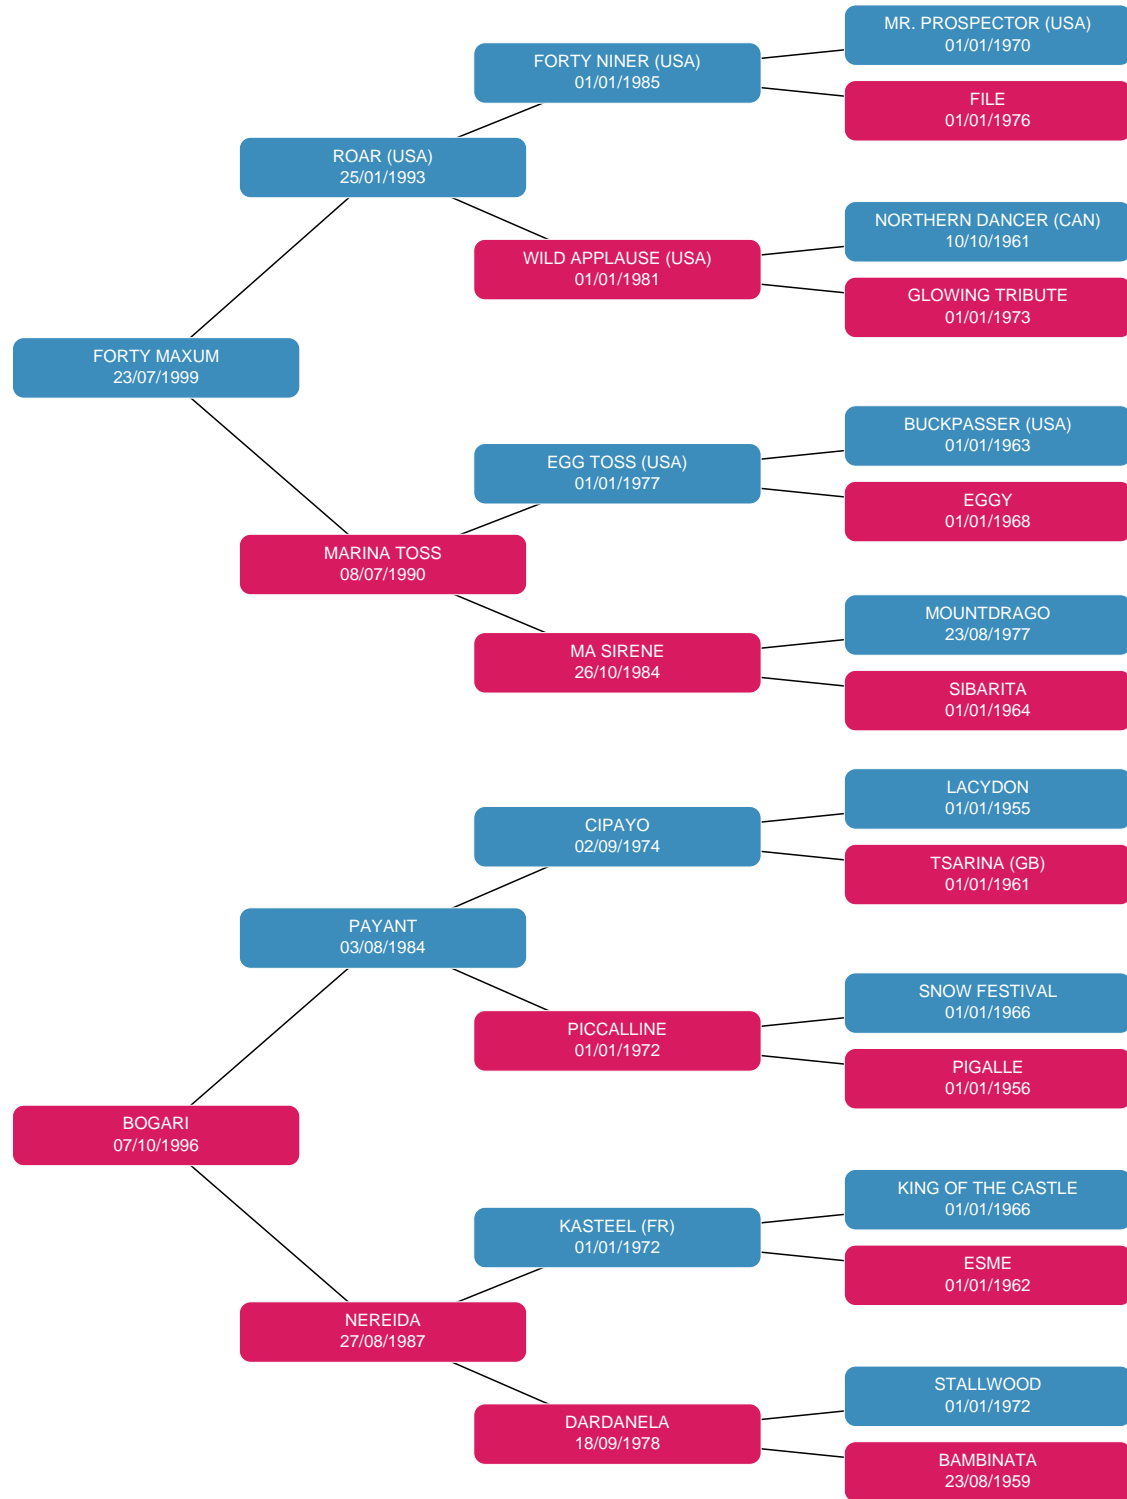 MR. PROSPECTOR (USA)
01/01/1970
FORTY NINER (USA)
01/01/1985
FILE
01/01/1976
ROAR (USA)
25/01/1993
NORTHERN DANCER (CAN)
10/10/1961
WILD APPLAUSE (USA)
01/01/1981
GLOWING TRIBUTE
01/01/1973
FORTY MAXUM
23/07/1999
BUCKPASSER (USA)
01/01/1963
EGG TOSS (USA)
01/01/1977
EGGY
01/01/1968
MARINA TOSS
08/07/1990
MOUNTDRAGO
23/08/1977
MA SIRENE
26/10/1984
SIBARITA
01/01/1964
LACYDON
01/01/1955
CIPAYO
02/09/1974
TSARINA (GB)
01/01/1961
PAYANT
03/08/1984
SNOW FESTIVAL
01/01/1966
PICCALLINE
01/01/1972
PIGALLE
01/01/1956
BOGARI
07/10/1996
KING OF THE CASTLE
01/01/1966
KASTEEL (FR)
01/01/1972
ESME
01/01/1962
NEREIDA
27/08/1987
STALLWOOD
01/01/1972
DARDANELA
18/09/1978
BAMBINATA
23/08/1959